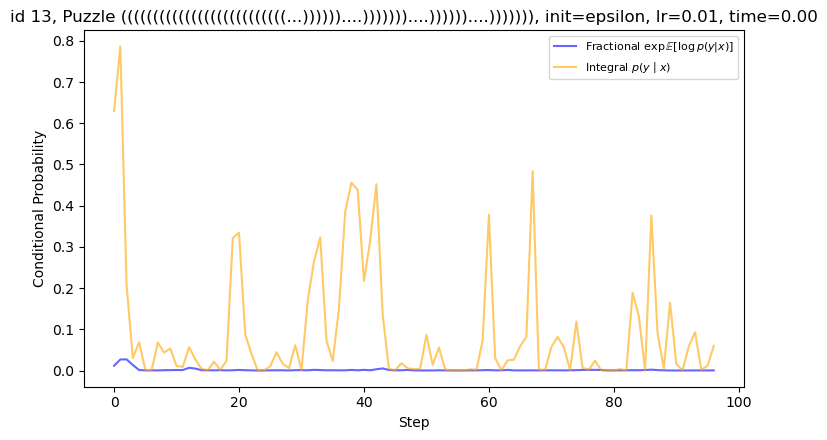 id 13, Puzzle ((((((((((((((((((((((((((...))))))....)))))))....))))))....))))))), init=epsilon, lr=0.01, time=0.00
Fractional exp 𝔼[log p(y|x)]
Integral p(y | x)
Conditional Probability
0.8
0.7
0.6
0.5
0.4
0.3
0.2
0.1
0.0
0 20 40 60 80 100
Step